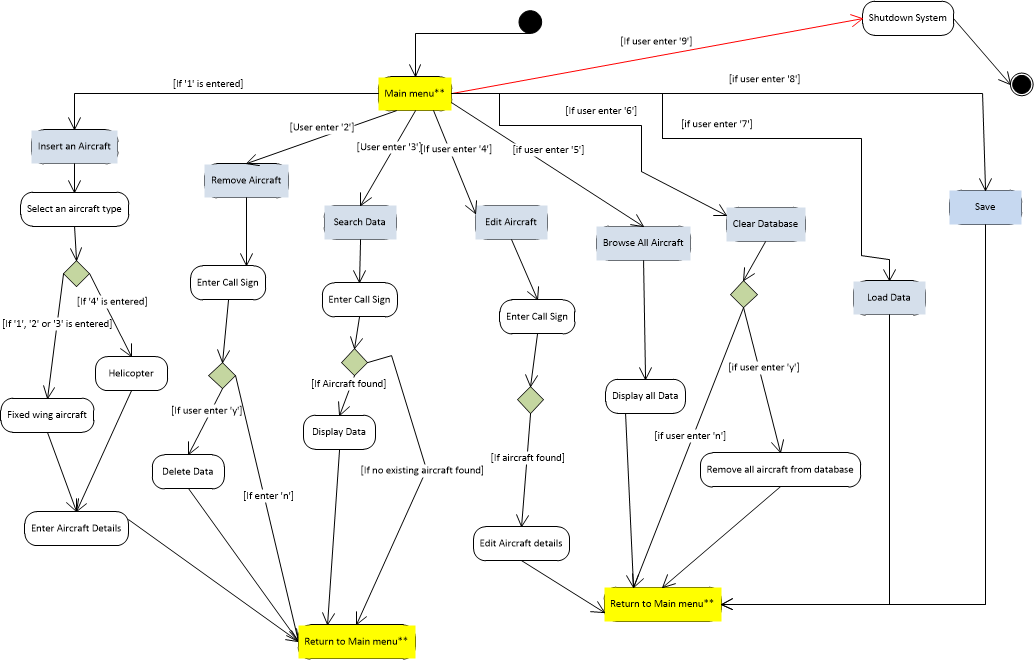 Shutdown System
[If user enter '9']
[If '1' is entered]
[if user enter '8']
Main menu**
[If user enter '6']
[if user enter '7']
[User enter '2']
[User enter '3']
[If user enter '4']
[if user enter '5']
Insert an Aircraft
Remove Aircraft
Select an aircraft type
Search Data
Edit Aircraft
Browse All Aircraft
Clear Database
Save
Enter Call Sign
Enter Call Sign
Enter Call Sign
Load Data
[If '4' is entered]
[If '1', '2' or '3' is entered]
Helicopter
[If Aircraft found]
[if user enter 'y']
Display all Data
Fixed wing aircraft
[If user enter 'y']
Display Data
[if user enter 'n']
[If aircraft found]
Delete Data
[If no existing aircraft found]
Remove all aircraft from database
[If enter 'n']
Enter Aircraft Details
Edit Aircraft details
Return to Main menu**
Return to Main menu**